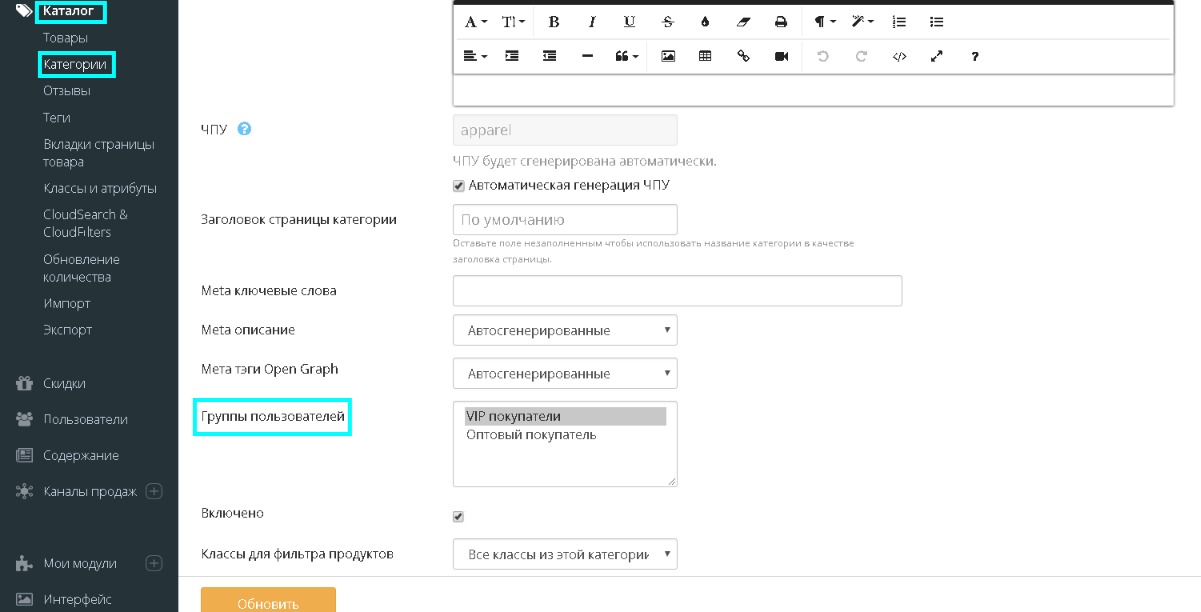 Каталог
Товары
Категории
Отзывы
Теги
Вкладки страницы
товара
Классы и атрибуты
CloudSearch &
CloudFilters
Обновление
количества
Импорт
Экспорт
Скидки
Пользователи
Содержание
Каналы продаж
Мои модули
Интерфейс
ЧПУ
apparel
ЧПУ будет сгенерирована автоматически.
Автоматическая генерация ЧПУ
Заголовок страницы категории
По умолчанию
Оставьте поле незаполненным чтобы использовать название категории в качестве
заголовка страницы.
Meta ключевые слова
Meta описание
Автосгенерированные
Мета тэги Open Graph
Автосгенерированные
Группы пользователей
VIP покупатели
Оптовый покупатель
Включено
Классы для фильтра продуктов
Все классы из этой категории
Обновить